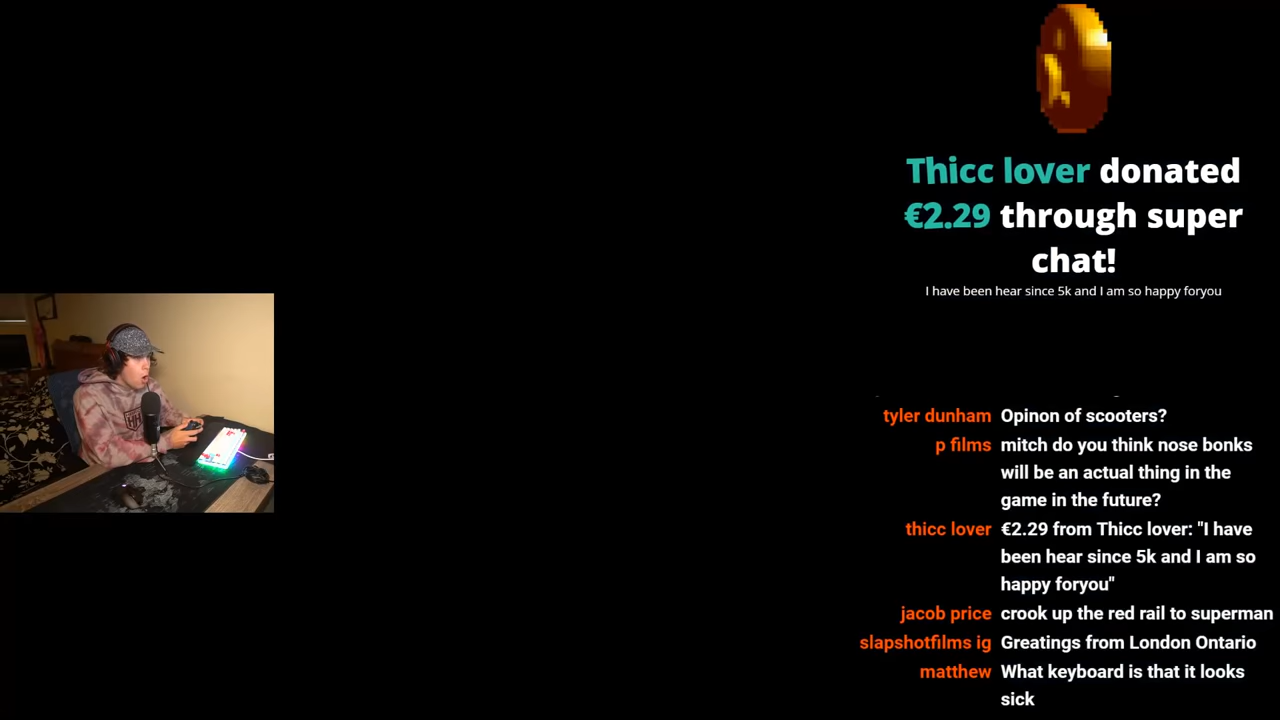 Thicc lover donated
€2.29 through super
chat!
I have been hear since 5k and I am so happy foryou
tyler dunham Opinon of scooters?
p films mitch do you think nose bonks
will be an actual thing in the
game in the future?
thicc lover €2.29 from Thicc lover: "I have
been hear since 5k and I am so
happy foryou"
jacob price crook up the red rail to superman
slapshotfilms ig Greatings from London Ontario
matthew What keyboard is that it looks
sick